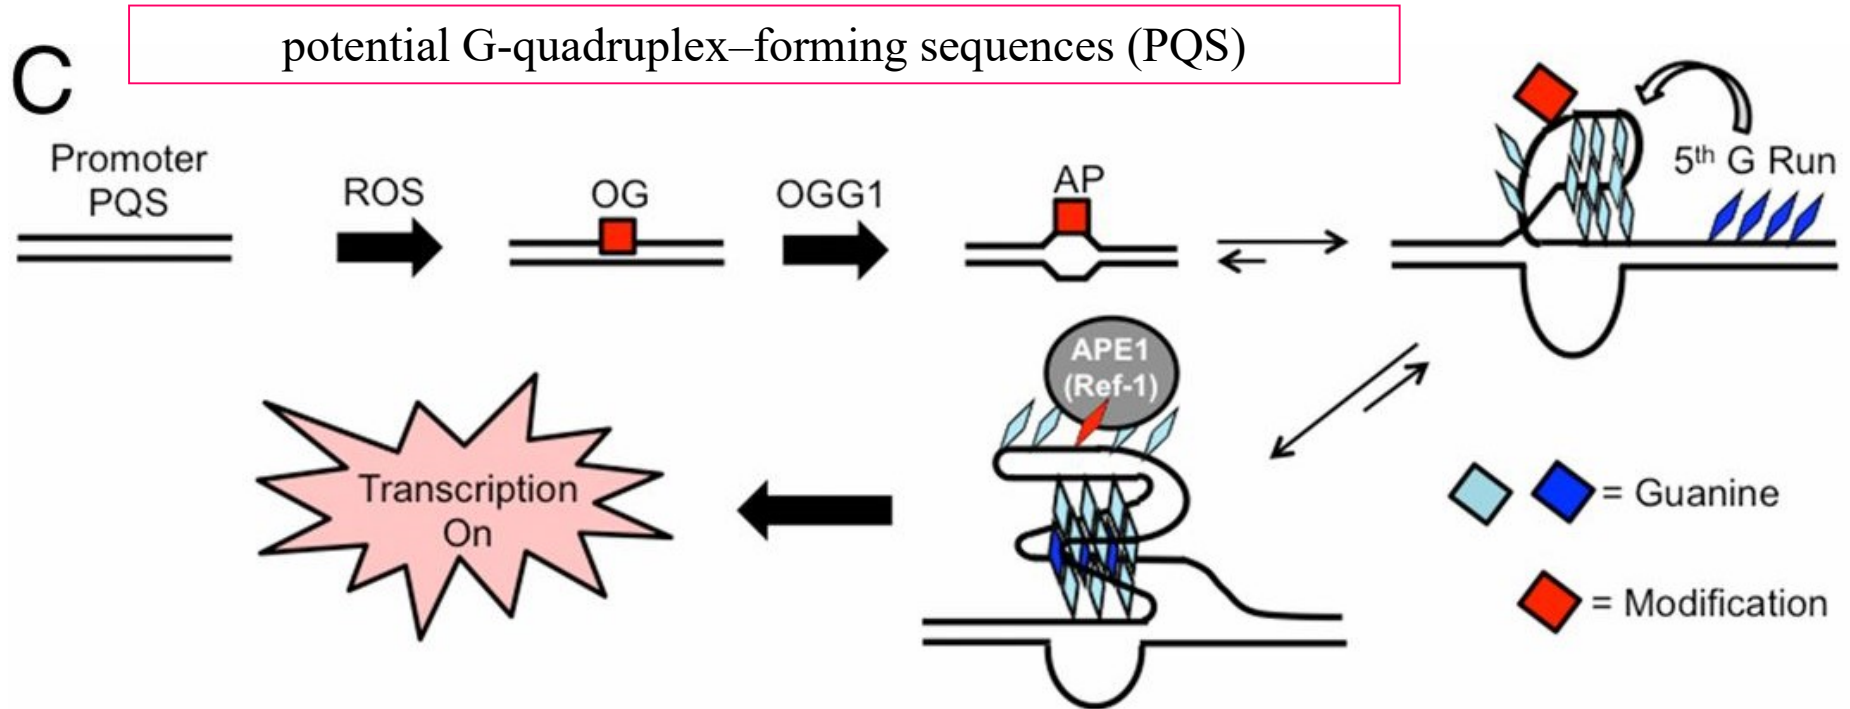 potential G-quadruplex–forming sequences (PQS)
C
Promoter
PQS
ROS
OG
OGG1
AP
5th G Run
APE1
(Ref-1)
Transcription
On
= Guanine
= Modification